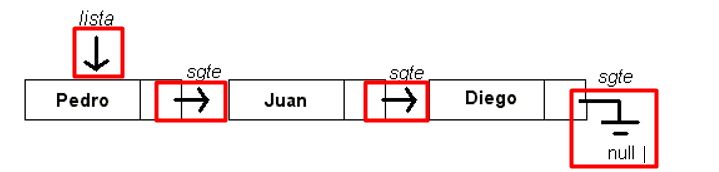 lista
sgte sgte sgte
Pedro Juan Diego
null |